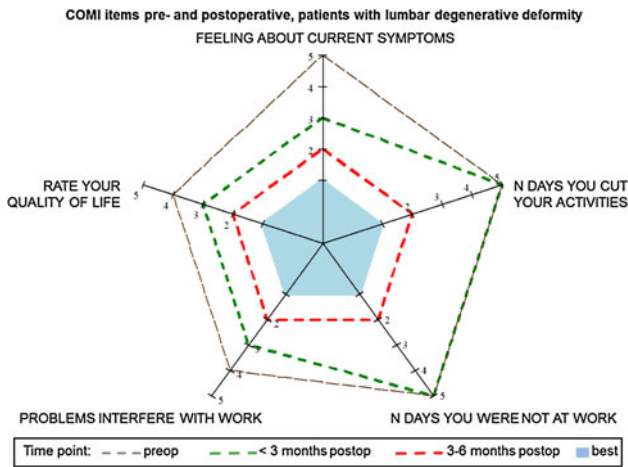 COMI items pre- and postoperative, patients with lumbar degenerative deformity
FEELING ABOUT CURRENT SYMPTOMS
5
4
3
2
RATE YOUR
QUALITY OF LIFE
5
4
3
2
N DAYS YOU CUT
YOUR ACTIVITIES
2
3
4
5
2
3
4
5
2
3
4
5
PROBLEMS INTERFERE WITH WORK
N DAYS YOU WERE NOT AT WORK
Time point: preop < 3 months postop 3-6 months postop best